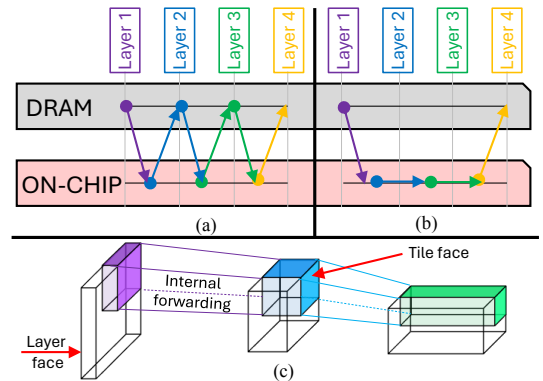 Layer 1
Layer 2
Layer 3
Layer 4
Layer 1
Layer 2
Layer 3
Layer 4
DRAM
ON-CHIP
(a)
(b)
Tile face
Internal
forwarding
Layer
face
(c)